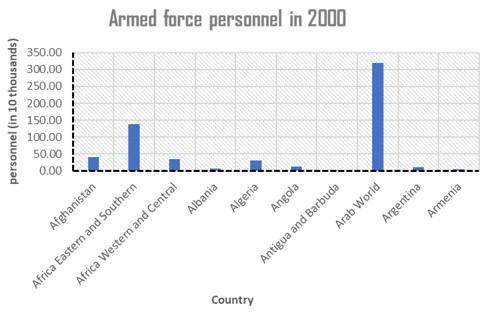 Armed force personnel in 2000
personnel (in 10 thousands)
350.00
300.00
250.00
200.00
150.00
100.00
50.00
0.00
Afghanistan
Africa Eastern and Southern
Africa Western and Central
Albania
Algeria
Angola
Antigua and Barbuda
Arab World
Argentina
Armenia
Country